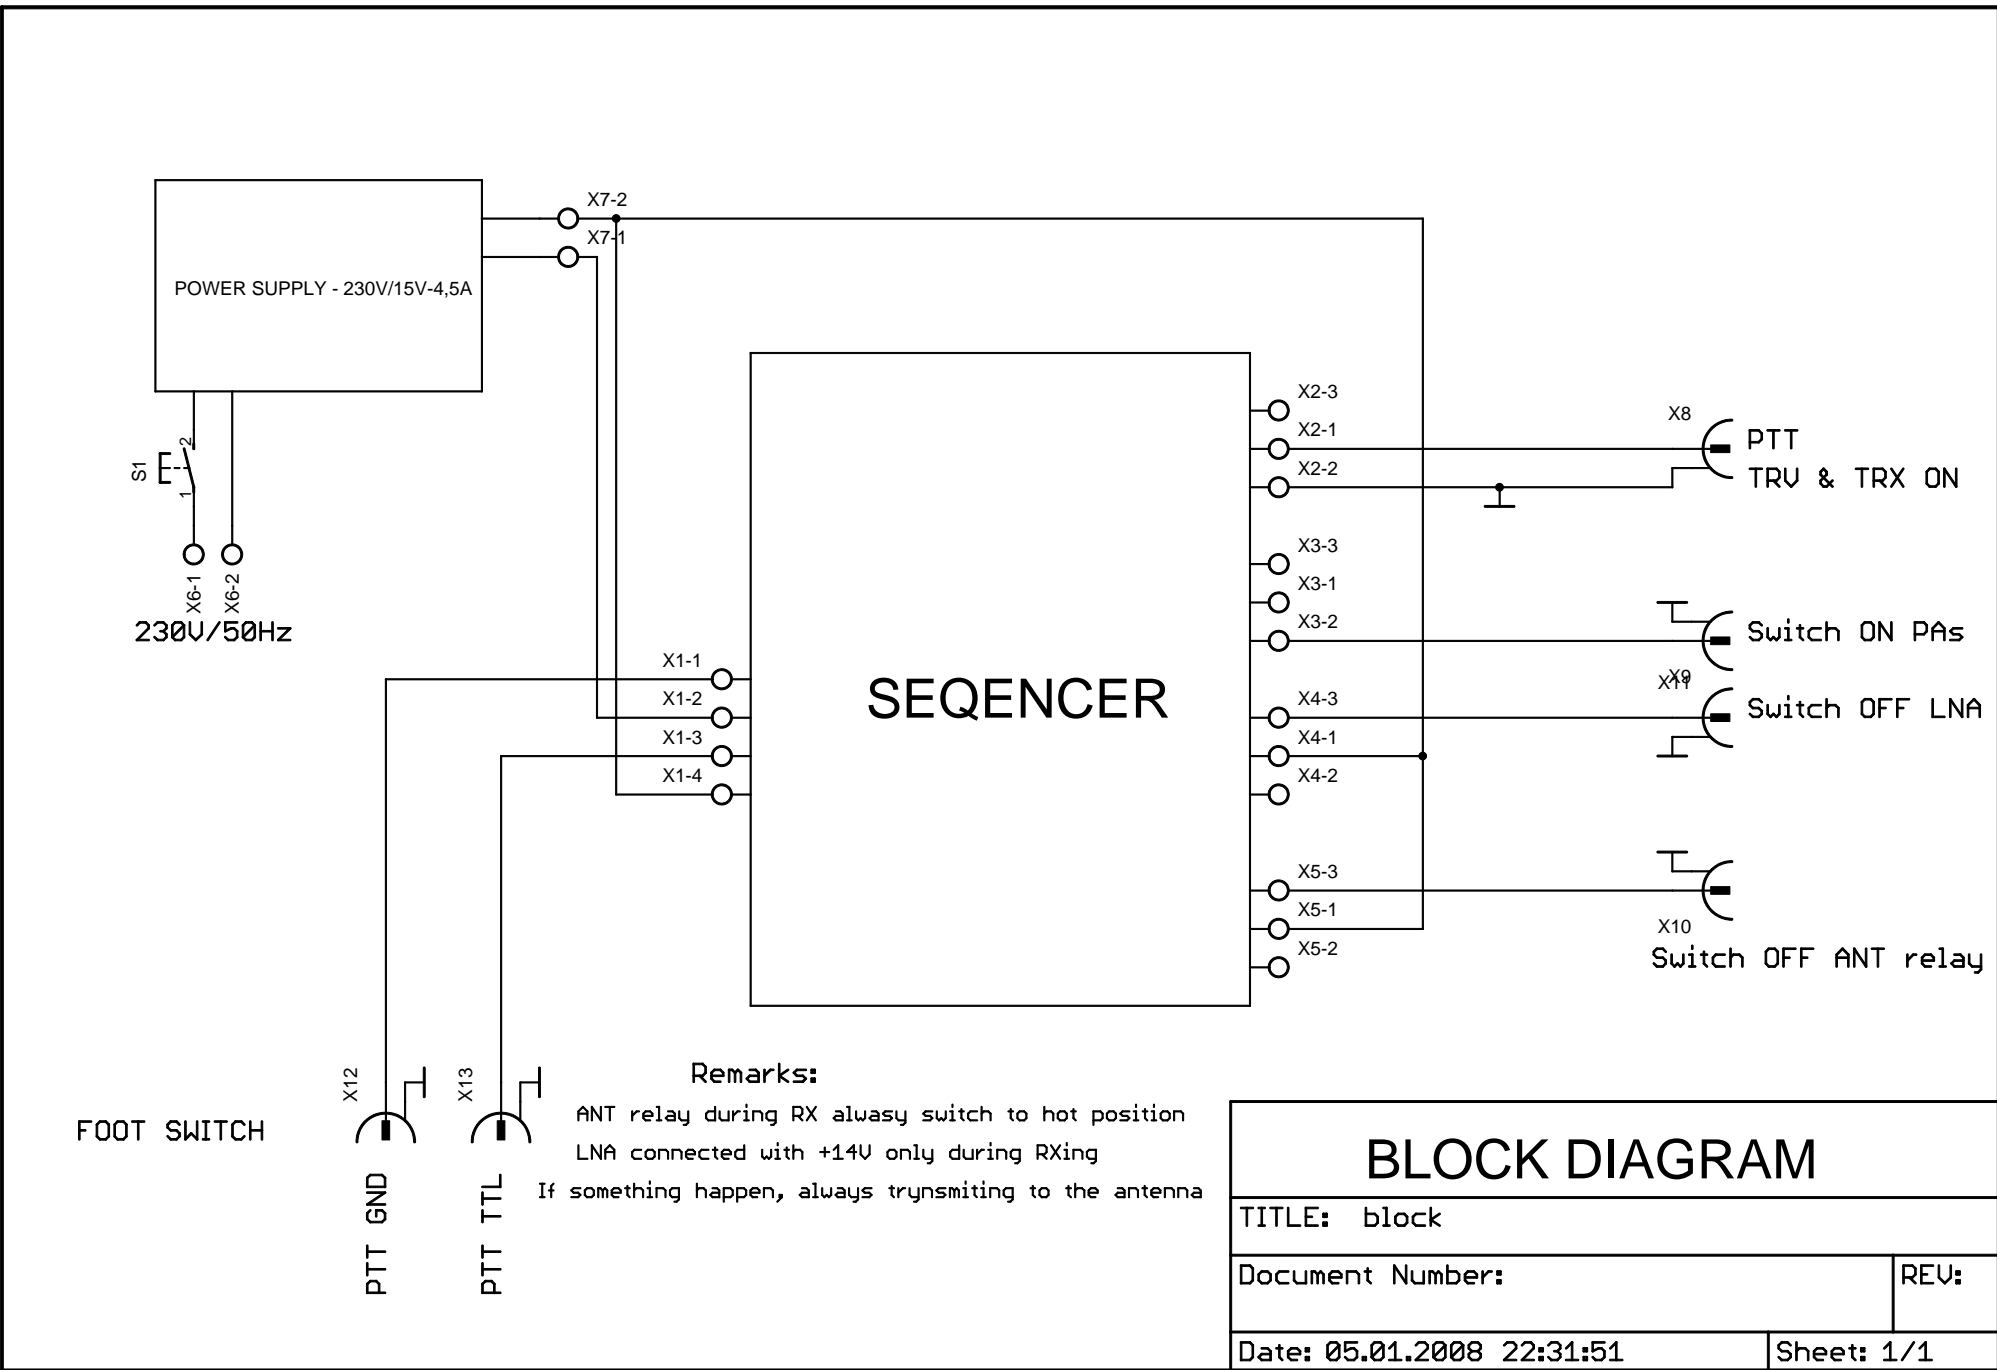 X7-2
X7-1
POWER SUPPLY - 230V/15V-4,5A
S1
2
1
X6-1
X6-2
230V/50Hz
X1-1
X1-2
X1-3
X1-4
SEQENCER
X2-3
X2-1
X2-2
X3-3
X3-1
X3-2
X4-3
X4-1
X4-2
X5-3
X5-1
X5-2
X8
PTT
TRV & TRX ON
Switch ON PAs
X9
X11
Switch OFF LNA
X10
Switch OFF ANT relay
FOOT SWITCH
X12
X13
PTT GND
PTT TTL
Remarks:
ANT relay during RX alwasy switch to hot position
LNA connected with +14V only during RXing
If something happen, always trynsmiting to the antenna
BLOCK DIAGRAM
TITLE: block
Document Number:
REV:
Date: 05.01.2008 22:31:51
Sheet: 1/1